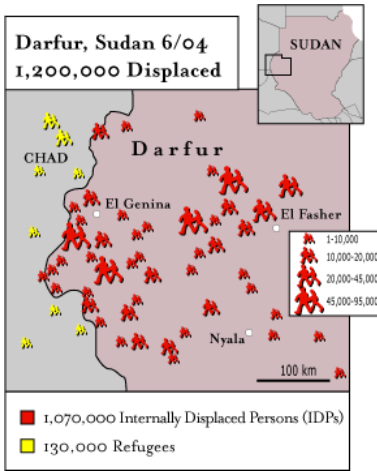 Darfur, Sudan 6/04
1,200,000 Displaced
SUDAN
CHAD
Darfur
El Genina
El Fasher
1-10,000
10,000-20,000
20,000-45,000
45,000-95,000
Nyala
100 km
1,070,000 Internally Displaced Persons (IDPs)
130,000 Refugees